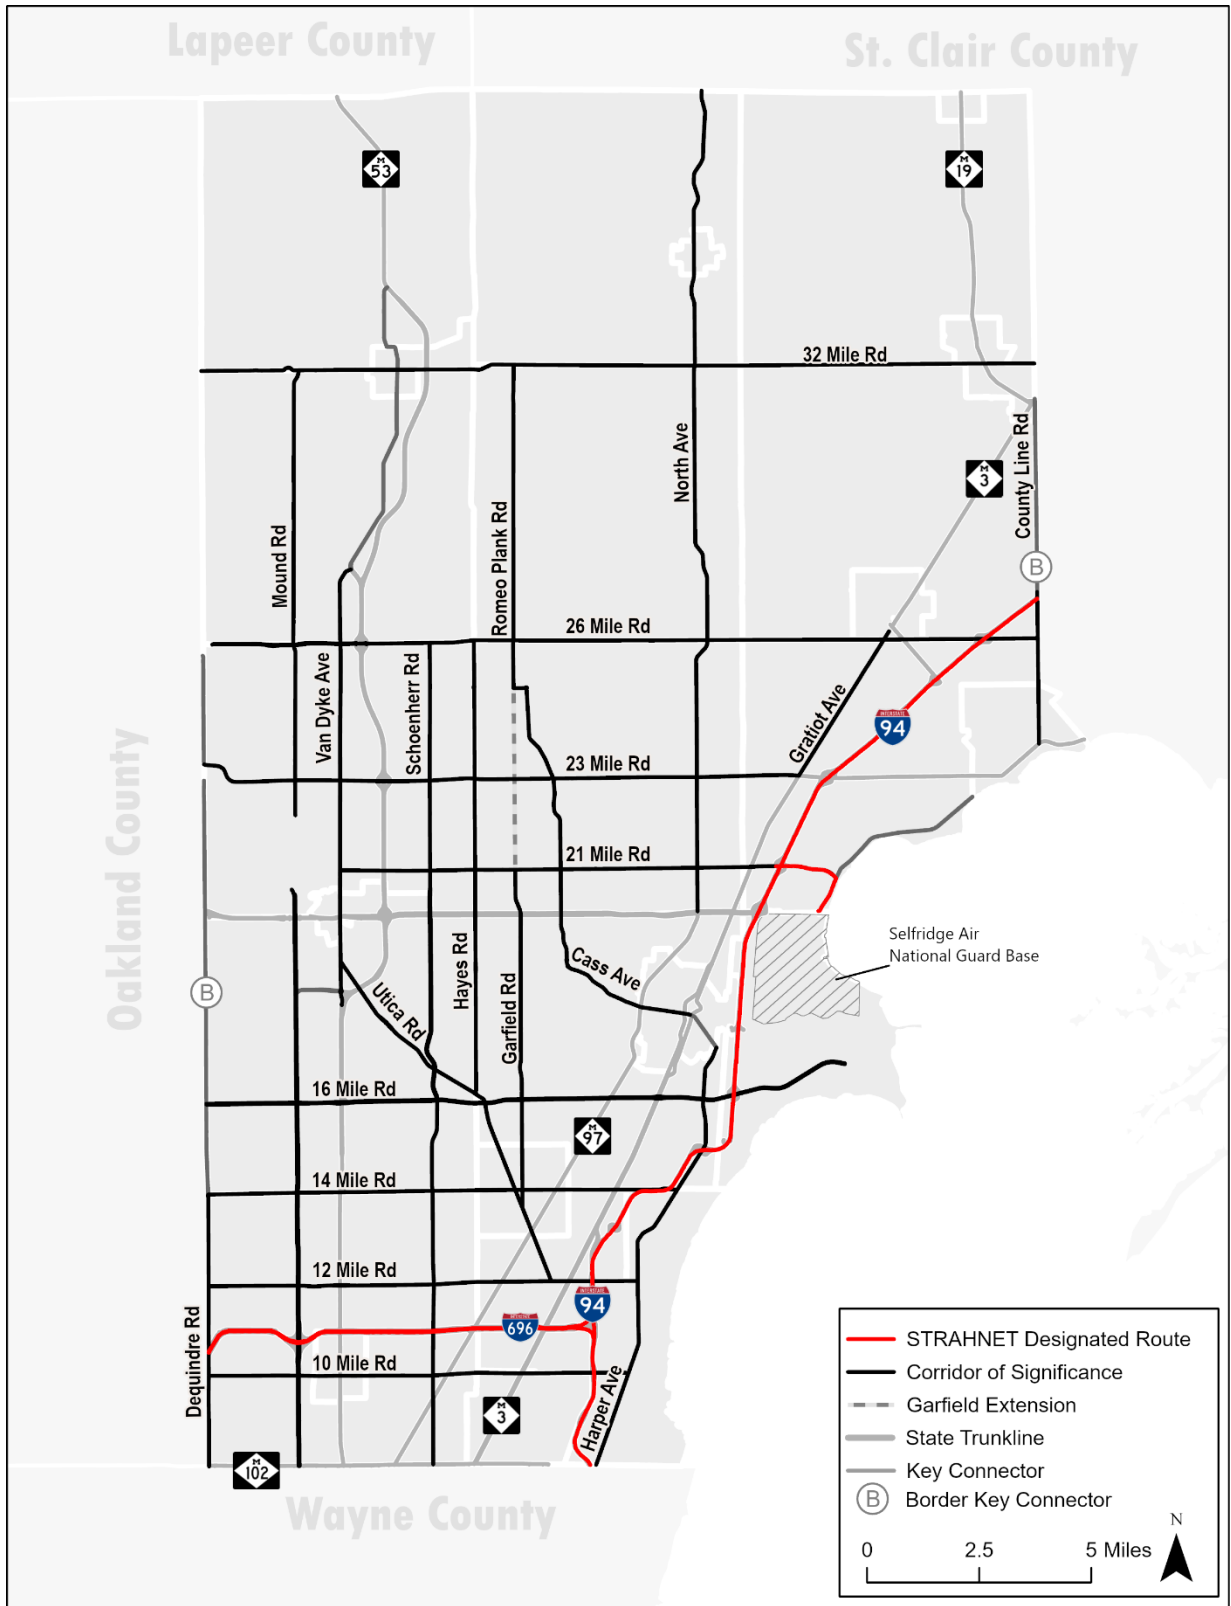 Lapeer County
St. Clair County
M
53
M
19
32 Mile Rd
North Ave
M
3
County Line Rd
Mound Rd
Romeo Plank Rd
B
26 Mile Rd
Van Dyke Ave
Schoenherr Rd
Gratiot Ave
INTERSTATE
94
23 Mile Rd
Oakland County
21 Mile Rd
Selfridge Air
National Guard Base
Hayes Rd
Cass Ave
B
Utica Rd
Garfield Rd
16 Mile Rd
M
97
14 Mile Rd
12 Mile Rd
INTERSTATE
94
INTERSTATE
696
Dequindre Rd
10 Mile Rd
Harper Ave
M
3
M
102
Wayne County
STRAHNET Designated Route
Corridor of Significance
Garfield Extension
State Trunkline
Key Connector
B Border Key Connector
N
0 2.5 5 Miles